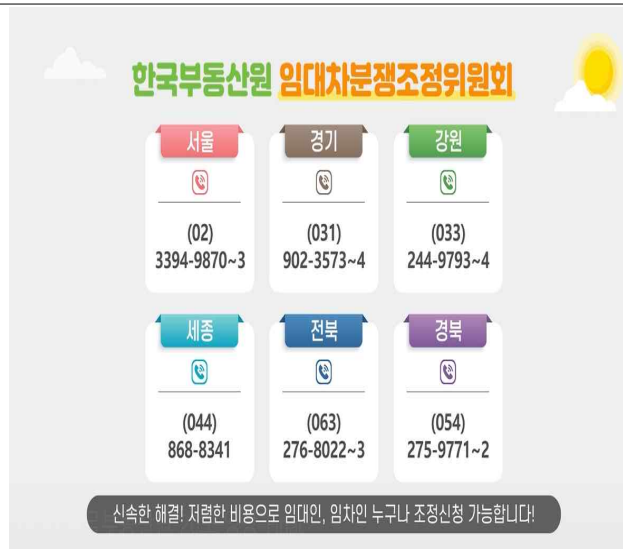 한국부동산원 임대차분쟁조정위원회
서울
경기
강원
(02)
3394-9870~3
(031)
902-3573~4
(033)
244-9793~4
세종
전북
경북
(044)
868-8341
(063)
276-8022~3
(054)
275-9771~2
신속한 해결! 저렴한 비용으로 임대인, 임차인 누구나 조정신청 가능합니다!